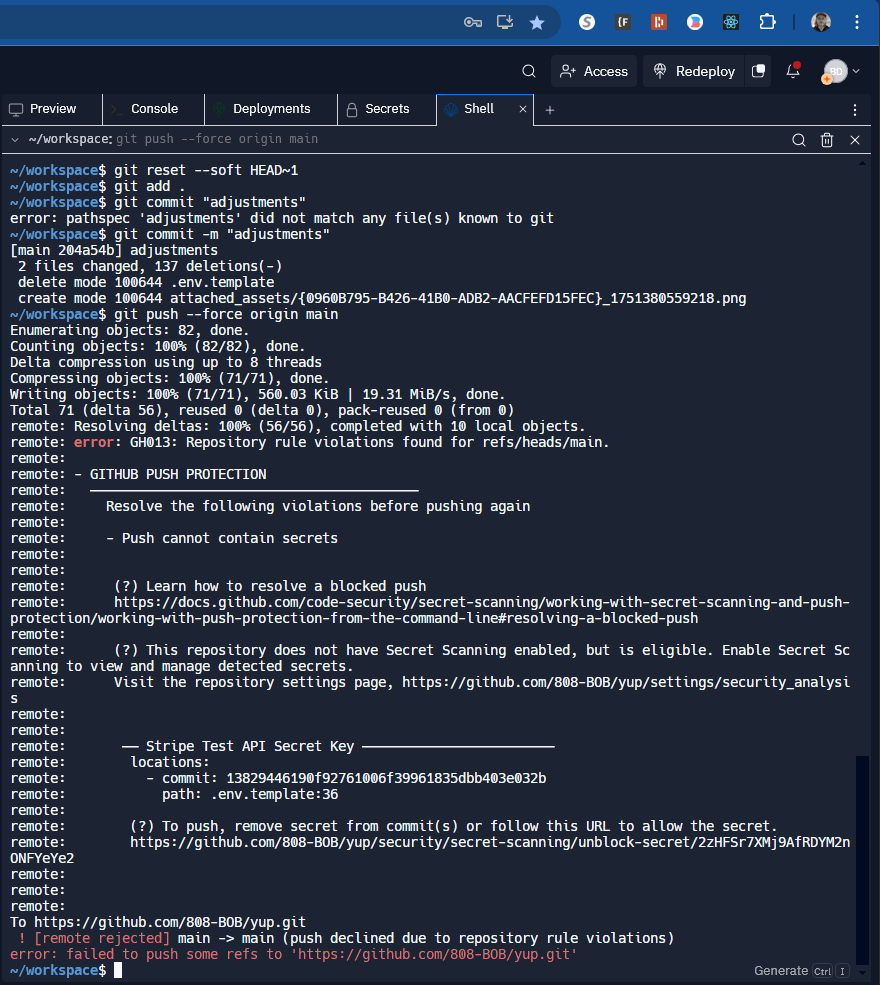 Access
Redeploy
BD
Preview
Console
Deployments
Secrets
Shell
~/workspace: git push --force origin main
~/workspace$ git reset --soft HEAD~1
~/workspace$ git add .
~/workspace$ git commit "adjustments"
error: pathspec 'adjustments' did not match any file(s) known to git
~/workspace$ git commit -m "adjustments"
[main 204a54b] adjustments
 2 files changed, 137 deletions(-)
 delete mode 100644 .env.template
 create mode 100644 attached_assets/{0960B795-B426-41B0-ADB2-AACFEFD15FEC}_1751380559218.png
~/workspace$ git push --force origin main
Enumerating objects: 82, done.
Counting objects: 100% (82/82), done.
Delta compression using up to 8 threads
Compressing objects: 100% (71/71), done.
Writing objects: 100% (71/71), 560.03 KiB | 19.31 MiB/s, done.
Total 71 (delta 56), reused 0 (delta 0), pack-reused 0 (from 0)
remote: Resolving deltas: 100% (56/56), completed with 10 local objects.
remote: error: GH013: Repository rule violations found for refs/heads/main.
remote:
remote: - GITHUB PUSH PROTECTION
remote:   —————————————————————————————————————————
remote:     Resolve the following violations before pushing again
remote:
remote:     - Push cannot contain secrets
remote:
remote:
remote:      (?) Learn how to resolve a blocked push
remote:      https://docs.github.com/code-security/secret-scanning/working-with-secret-scanning-and-push-
protection/working-with-push-protection-from-the-command-line#resolving-a-blocked-push
remote:
remote:      (?) This repository does not have Secret Scanning enabled, but is eligible. Enable Secret Sc
anning to view and manage detected secrets.
remote:      Visit the repository settings page, https://github.com/808-BOB/yup/settings/security_analysi
s
remote:
remote:
remote:       —— Stripe Test API Secret Key ————————————————————————
remote:        locations:
remote:          - commit: 13829446190f92761006f39961835dbb403e032b
remote:            path: .env.template:36
remote:
remote:        (?) To push, remove secret from commit(s) or follow this URL to allow the secret.
remote:        https://github.com/808-BOB/yup/security/secret-scanning/unblock-secret/2zHFSr7XMj9AfRDYM2n
ONFYeYe2
remote:
remote:
remote:
To https://github.com/808-BOB/yup.git
 ! [remote rejected] main -> main (push declined due to repository rule violations)
error: failed to push some refs to 'https://github.com/808-BOB/yup.git'
~/workspace$
Generate Ctrl I